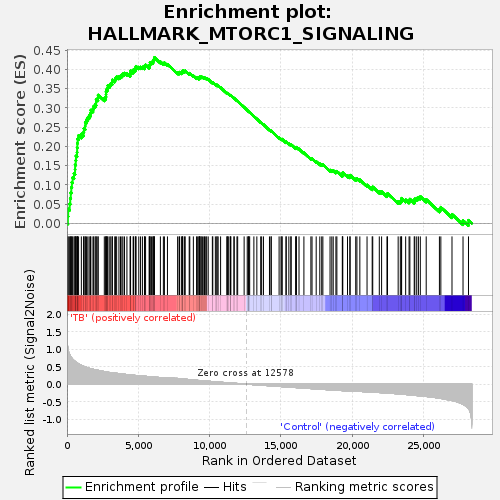 Enrichment plot:
HALLMARK_MTORC1_SIGNALING
Enrichment score (ES)
0.45
0.40
0.35
0.30
0.25
0.20
0.15
0.10
0.05
0.00
Ranked list metric (Signal2Noise)
2.0
1.5
1.0
0.5
0.0
-0.5
-1.0
'TB' (positively correlated)
Zero cross at 12578
'Control' (negatively correlated)
0
5,000
10,000
15,000
20,000
25,000
Rank in Ordered Dataset
Enrichment profile
Hits
Ranking metric scores